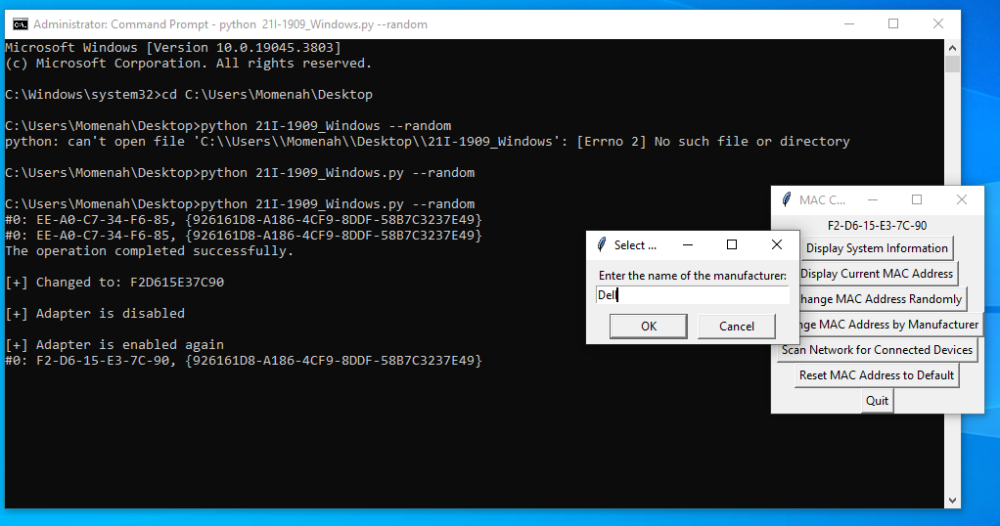 Administrator: Command Prompt - python 21I-1909_Windows.py --random
Microsoft Windows [Version 10.0.19045.3803]
(c) Microsoft Corporation. All rights reserved.
C:\Windows\system32>cd C:\Users\Momenah\Desktop
C:\Users\Momenah\Desktop>python 21I-1909_Windows --random
python: can't open file 'C:\\Users\\Momenah\\Desktop\\21I-1909_Windows': [Errno 2] No such file or directory
C:\Users\Momenah\Desktop>python 21I-1909_Windows.py --random
C:\Users\Momenah\Desktop>python 21I-1909_Windows.py --random
#0: EE-A0-C7-34-F6-85, {926161D8-A186-4CF9-8DDF-58B7C3237E49}
#0: EE-A0-C7-34-F6-85, {926161D8-A186-4CF9-8DDF-58B7C3237E49}
The operation completed successfully.
[+] Changed to: F2D615E37C90
[+] Adapter is disabled
[+] Adapter is enabled again
#0: F2-D6-15-E3-7C-90, {926161D8-A186-4CF9-8DDF-58B7C3237E49}
Select ...
Enter the name of the manufacturer:
Dell
OK
Cancel
MAC C...
F2-D6-15-E3-7C-90
Display System Information
Display Current MAC Address
hange MAC Address Randomly
nge MAC Address by Manufacturer
Scan Network for Connected Devices
Reset MAC Address to Default
Quit